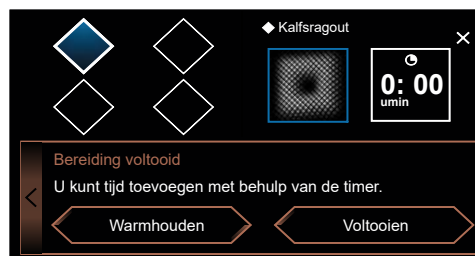 Kalfsragout
0: 00
umin
Bereiding voltooid
U kunt tijd toevoegen met behulp van de timer.
Warmhouden
Voltooien